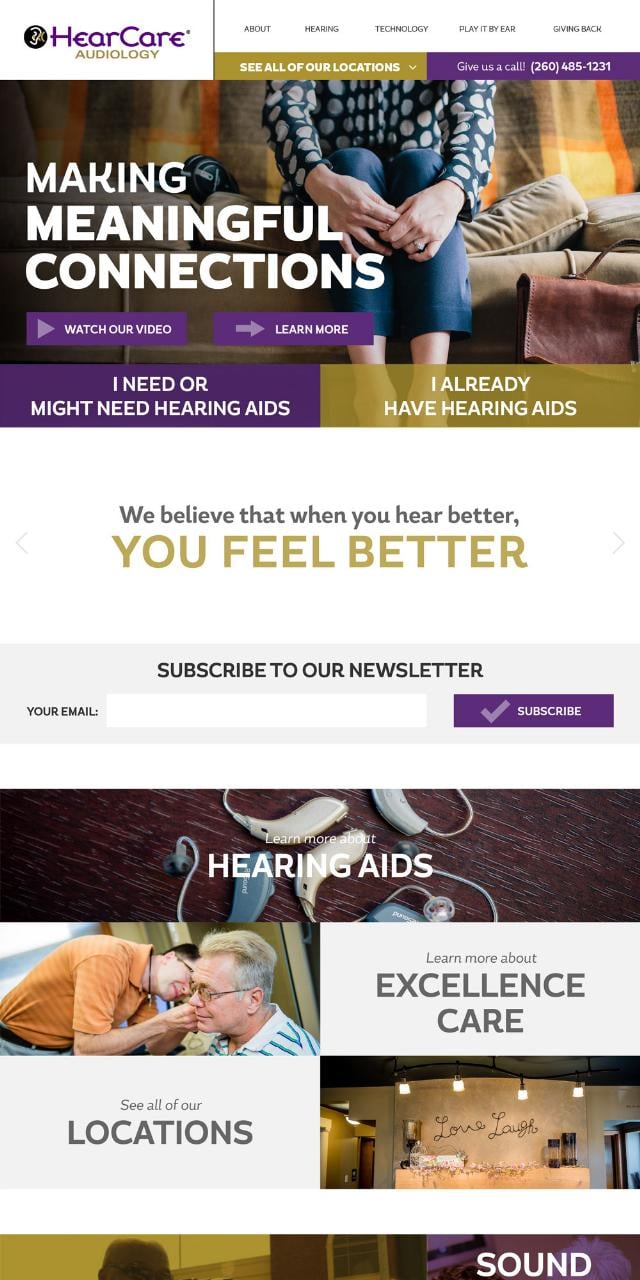 HearCare®
AUDIOLOGY
ABOUT
HEARING
TECHNOLOGY
PLAY IT BY EAR
GIVING BACK
SEE ALL OF OUR LOCATIONS
Give us a call! (260) 485-1231
MAKING
MEANINGFUL
CONNECTIONS
WATCH OUR VIDEO
LEARN MORE
I NEED OR
MIGHT NEED HEARING AIDS
I ALREADY
HAVE HEARING AIDS
We believe that when you hear better,
YOU FEEL BETTER
SUBSCRIBE TO OUR NEWSLETTER
YOUR EMAIL:
SUBSCRIBE
Learn more about
HEARING AIDS
Learn more about
EXCELLENCE
CARE
See all of our
LOCATIONS
Love Laugh
SOUND